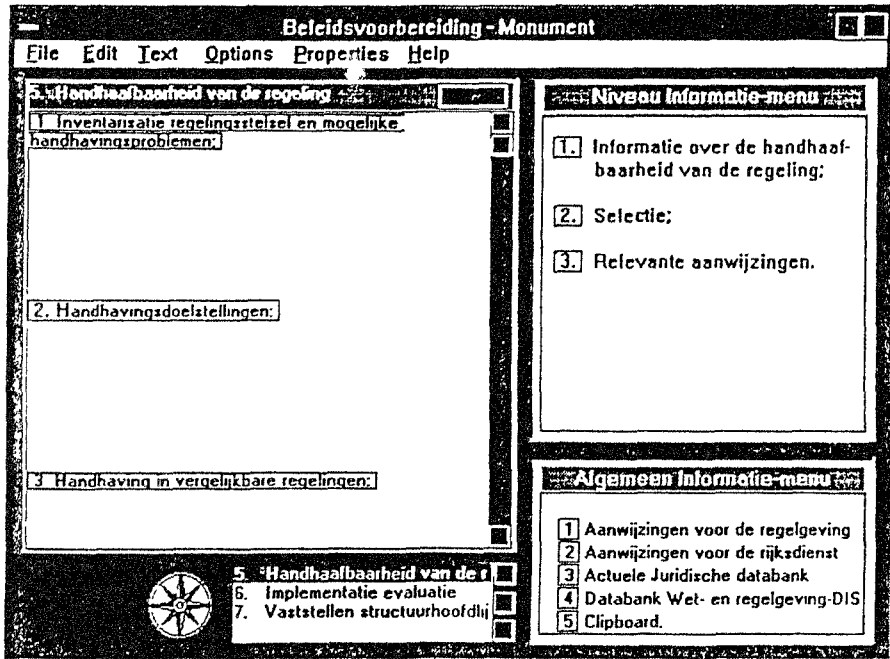 Beleidsvoorbereiding - Monument
File Edit Text Options Properties Help
5. Handhaafbaarheid van de regeling
1 Inventarisatie regelingsstelsel en mogelijke
handhavingsproblemen;
2. Handhavingsdoelstellingen;
3 Handhaving in vergelijkbare regelingen;
5. Handhaafbaarheid van de r
6. Implementatie evaluatie
7. Vaststellen structuurhoofdlij
Niveau Informatie-menu
1. Informatie over de handhaaf-
baarheid van de regeling;
2. Selectie;
3. Relevante aanwijzingen.
Algemeen Informatie-menu
1 Aanwijzingen voor de regelgeving
2 Aanwijzingen voor de rijksdienst
3 Actuele Juridische databank
4 Databank Wet- en regelgeving-DIS
5 Clipboard.